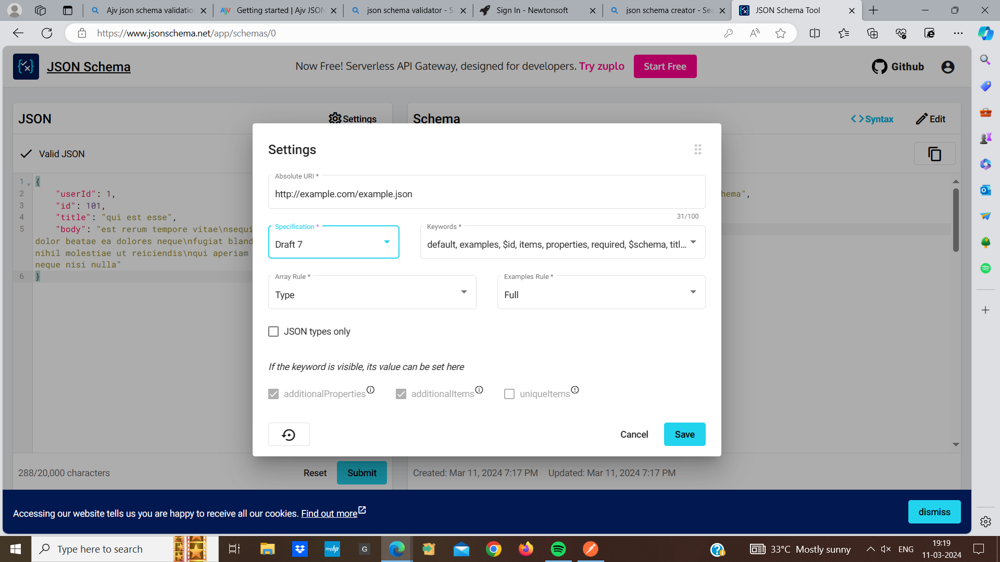 Ajv json schema validatio
Getting started | Ajv JSON
json schema validator - S
Sign In - Newtonsoft
json schema creator - Sea
JSON Schema Tool
https://www.jsonschema.net/app/schemas/0
JSON Schema
Now Free! Serverless API Gateway, designed for developers. Try zuplo
Start Free
Github
JSON
Settings
Schema
Syntax
Edit
Valid JSON
1 {
2 "userId": 1,
3 "id": 101,
4 "title": "qui est esse",
5 "body": "est rerum tempore vitae\nsequi
dolor beatae ea dolores neque\nfugiat bland
nihil molestiae ut reiciendis\nqui aperiam
neque nisi nulla"
6 }
hema",
Settings
Absolute URI *
http://example.com/example.json
31/100
Specification *
Draft 7
Keywords *
default, examples, $id, items, properties, required, $schema, titl...
Array Rule *
Type
Examples Rule *
Full
JSON types only
If the keyword is visible, its value can be set here
additionalProperties
additionalItems
uniqueItems
Cancel
Save
288/20,000 characters
Reset
Submit
Created: Mar 11, 2024 7:17 PM
Updated: Mar 11, 2024 7:17 PM
Accessing our website tells us you are happy to receive all our cookies. Find out more
dismiss
Type here to search
myhp
G
33°C Mostly sunny
ENG
19:19
11-03-2024